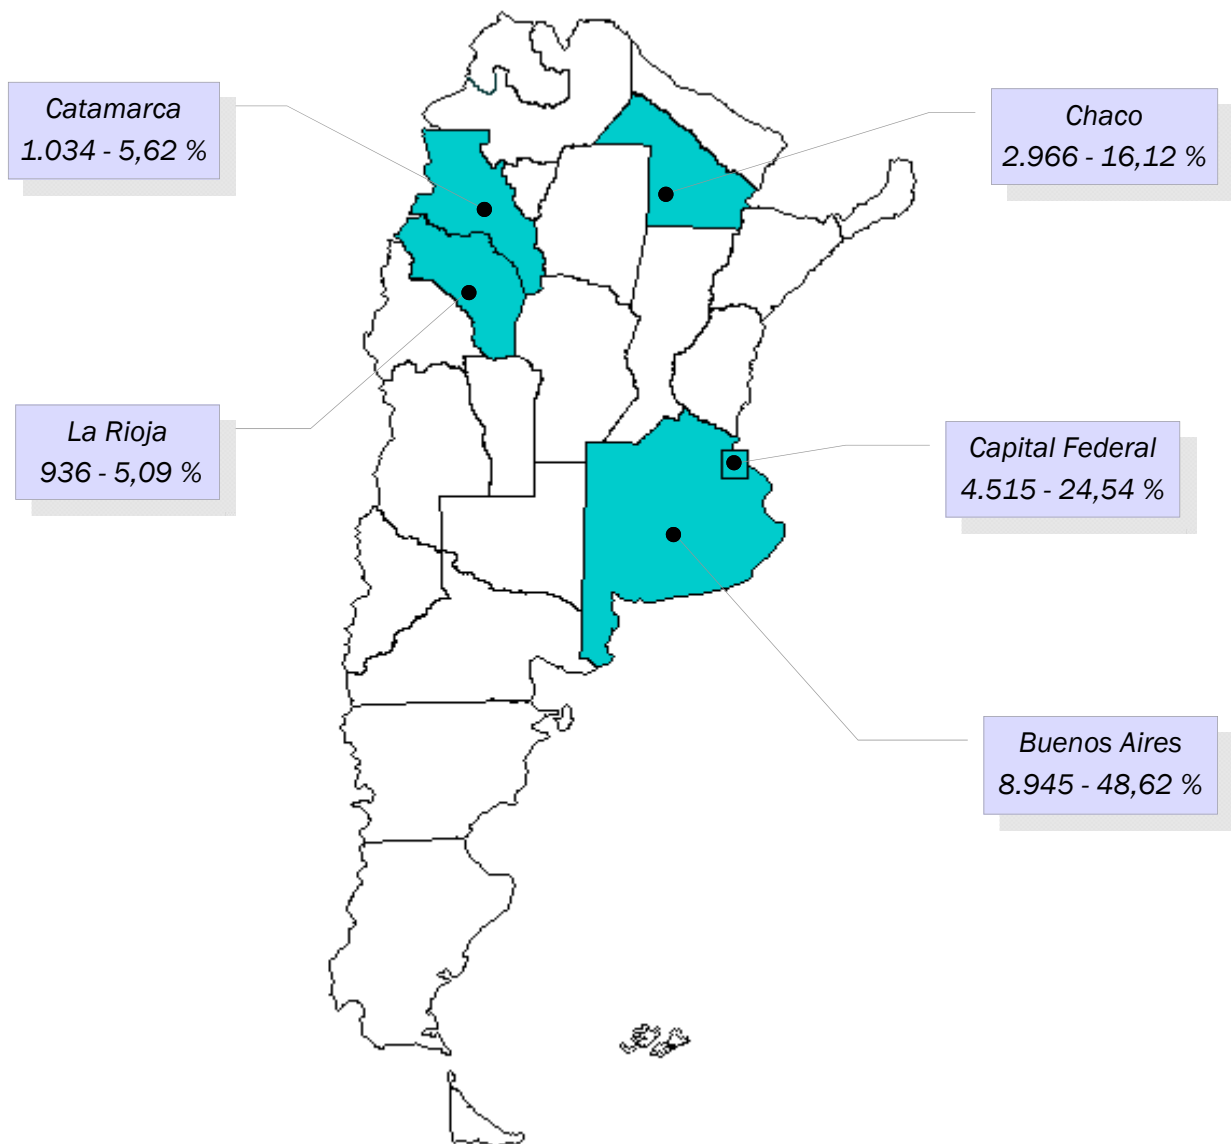 Catamarca
1.034 - 5,62 %
Chaco
2.966 - 16,12 %
La Rioja
936 - 5,09 %
Capital Federal
4.515 - 24,54 %
Buenos Aires
8.945 - 48,62 %